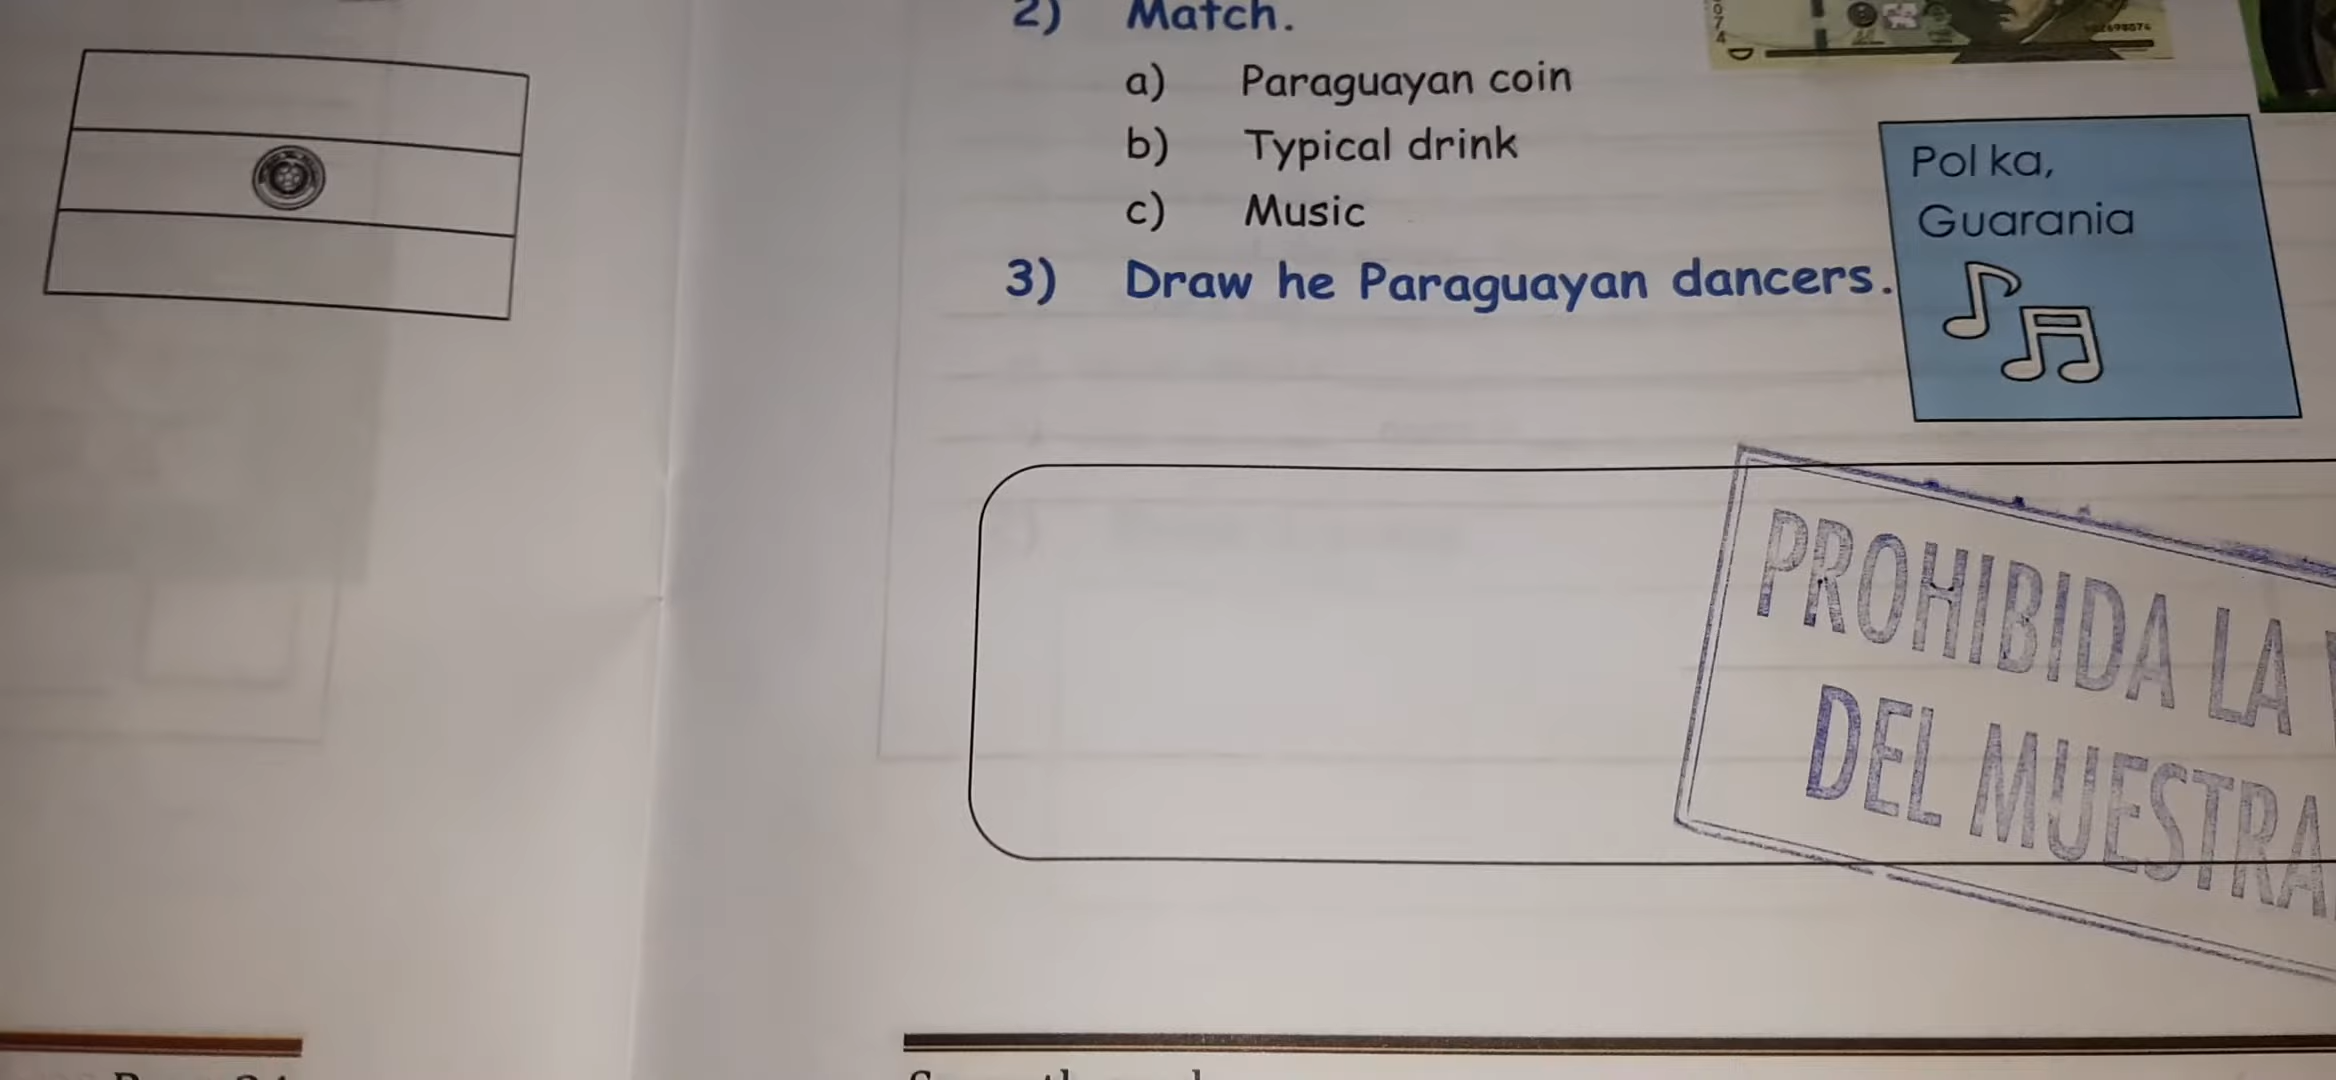 2) Match.
a) Paraguayan coin
b) Typical drink
c) Music
3) Draw he Paraguayan dancers.
Pol ka,
Guarania
PROHIBIDA LA
DEL MUESTRA